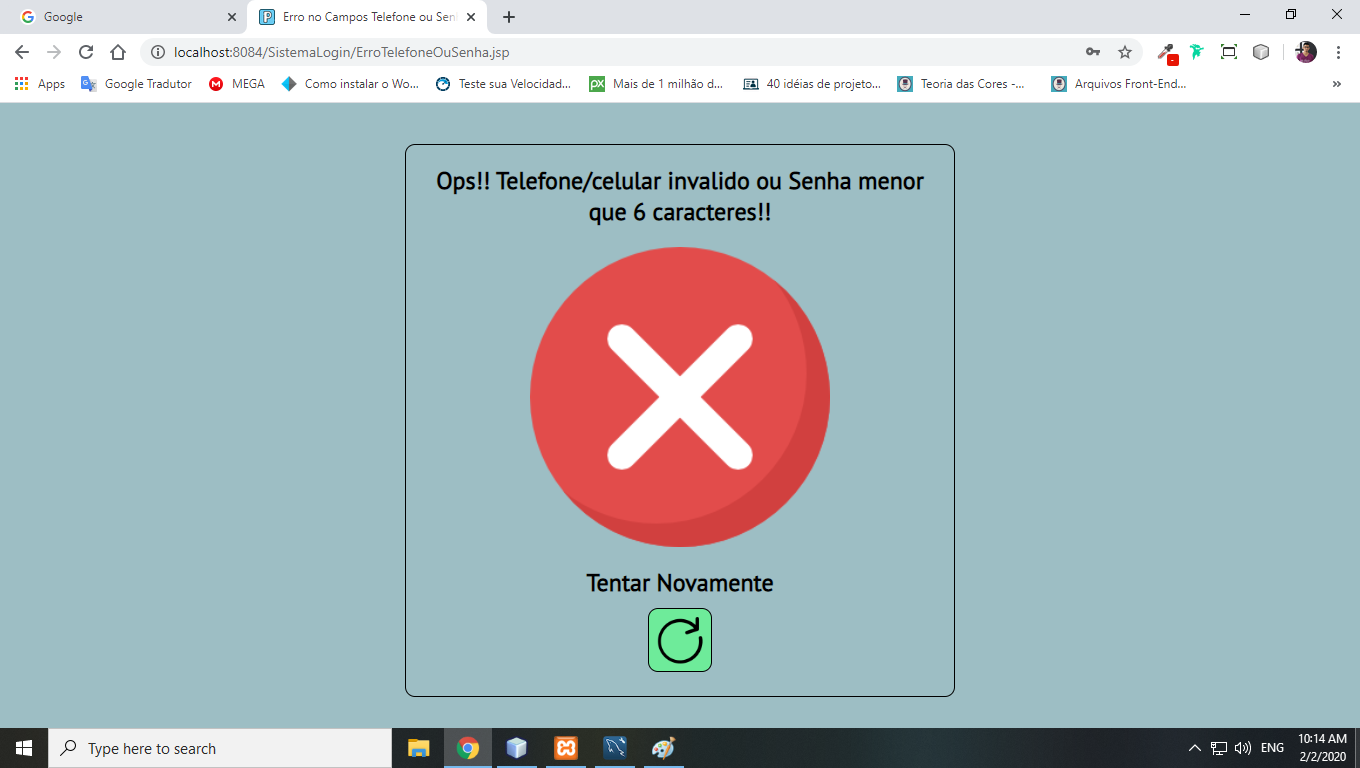 Google
Erro no Campos Telefone ou Sen
localhost:8084/SistemaLogin/ErroTelefoneOuSenha.jsp
Apps
Google Tradutor
MEGA
Como instalar o Wo...
Teste sua Velocidad...
px
Mais de 1 milhão d...
40 idéias de projeto...
Teoria das Cores -...
Arquivos Front-End...
Ops!! Telefone/celular invalido ou Senha menor
que 6 caracteres!!
Tentar Novamente
Type here to search
ENG
10:14 AM
2/2/2020